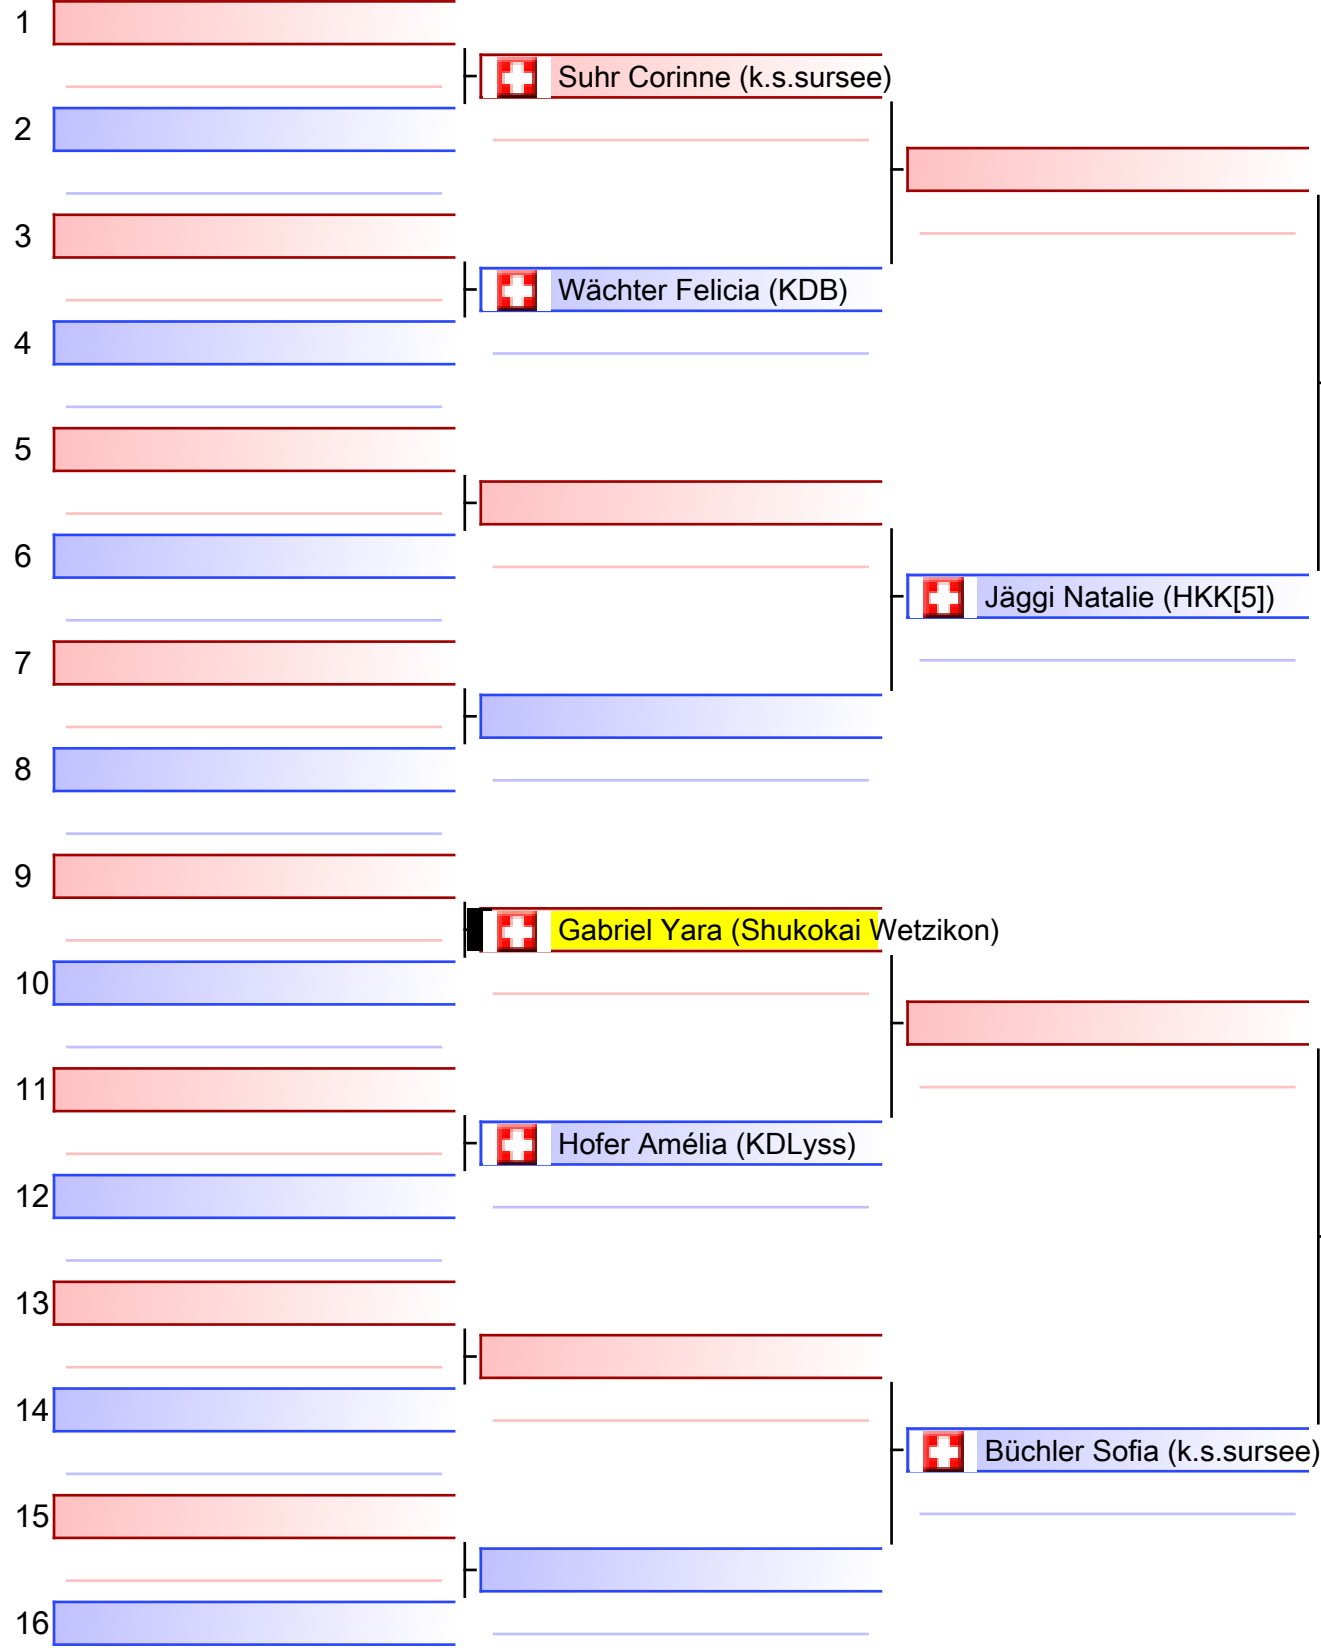 1
Suhr Corinne (k.s.sursee)
2
3
Wächter Felicia (KDB)
4
5
6
Jäggi Natalie (HKK[5])
7
8
9
Gabriel Yara (Shukokai Wetzikon)
10
11
Hofer Amélia (KDLyss)
12
13
14
Büchler Sofia (k.s.sursee)
15
16